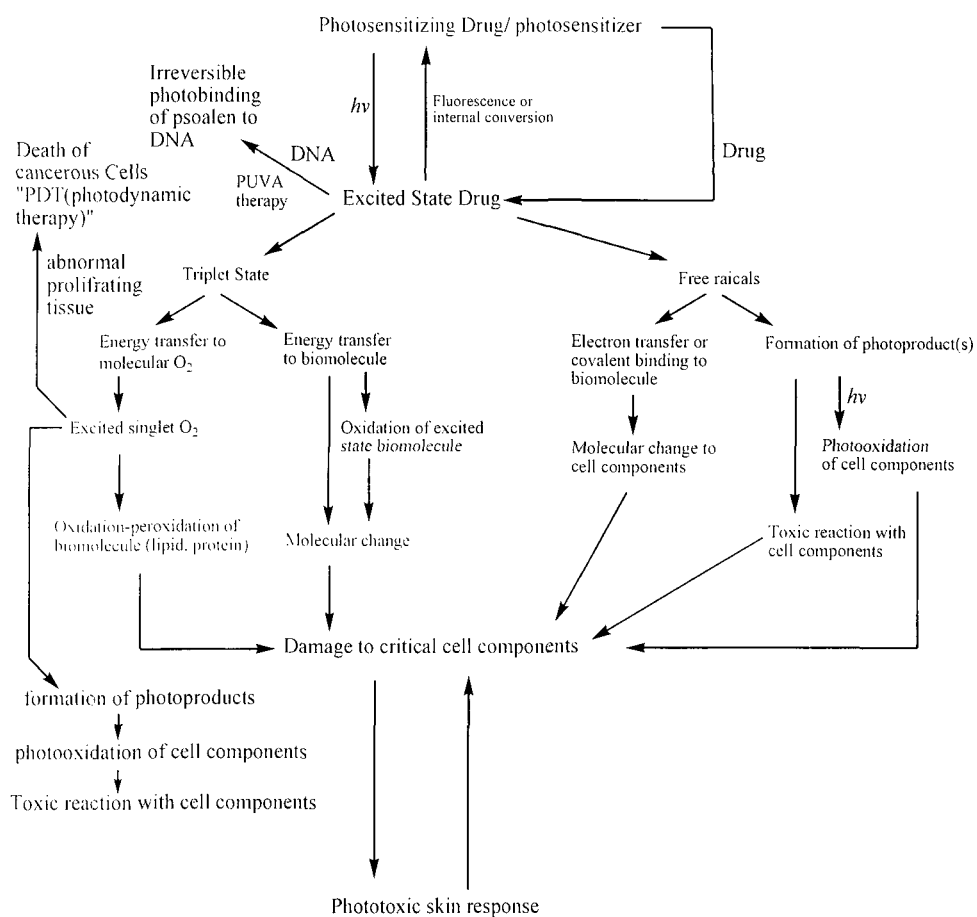 Photosensitizing Drug/ photosensitizer
Irreversible
photobinding
of psoalen to
DNA
hv
Fluorescence or
internal conversion
Drug
DNA
PUVA
therapy
Excited State Drug
Death of
cancerous Cells
"PDT(photodynamic
therapy)"
abnormal
prolifrating
tissue
Triplet State
Free raicals
Energy transfer to
molecular O₂
Energy transfer
to biomolecule
Electron transfer or
covalent binding to
biomolecule
Formation of photoproduct(s)
hv
Excited singlet O₂
Oxidation of excited
state biomolecule
Molecular change to
cell components
Photooxidation
of cell components
Oxidation-peroxidation of
biomolecule (lipid, protein)
Molecular change
Toxic reaction with
cell components
Damage to critical cell components
formation of photoproducts
photooxidation of cell components
Toxic reaction with cell components
Phototoxic skin response